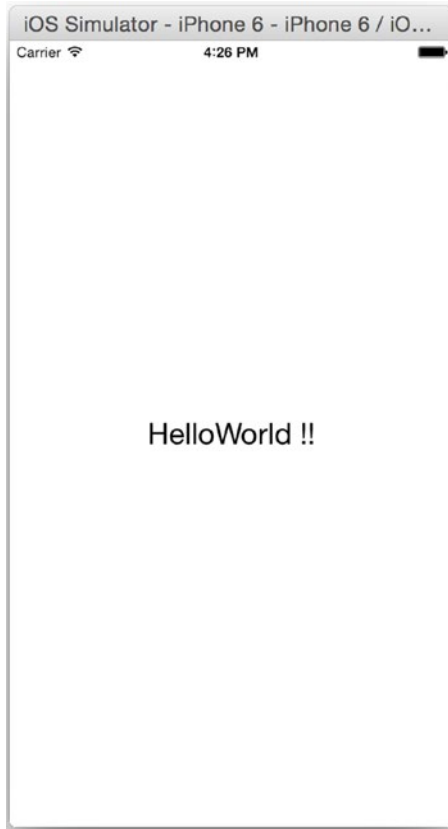 iOS Simulator - iPhone 6 - iPhone 6 / iO...
Carrier 4:26 PM
HelloWorld !!